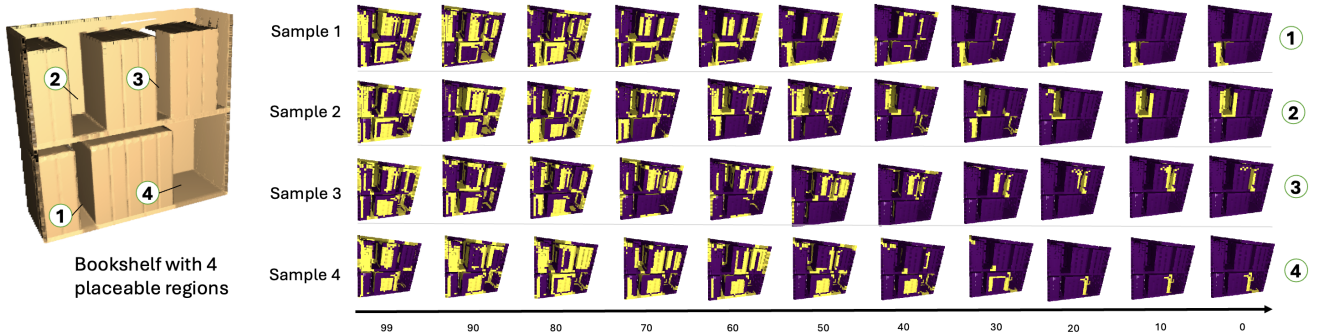 2
3
4
1
Bookshelf with 4
placeable regions
Sample 1
1
Sample 2
2
Sample 3
3
Sample 4
4
99 90 80 70 60 50 40 30 20 10 0